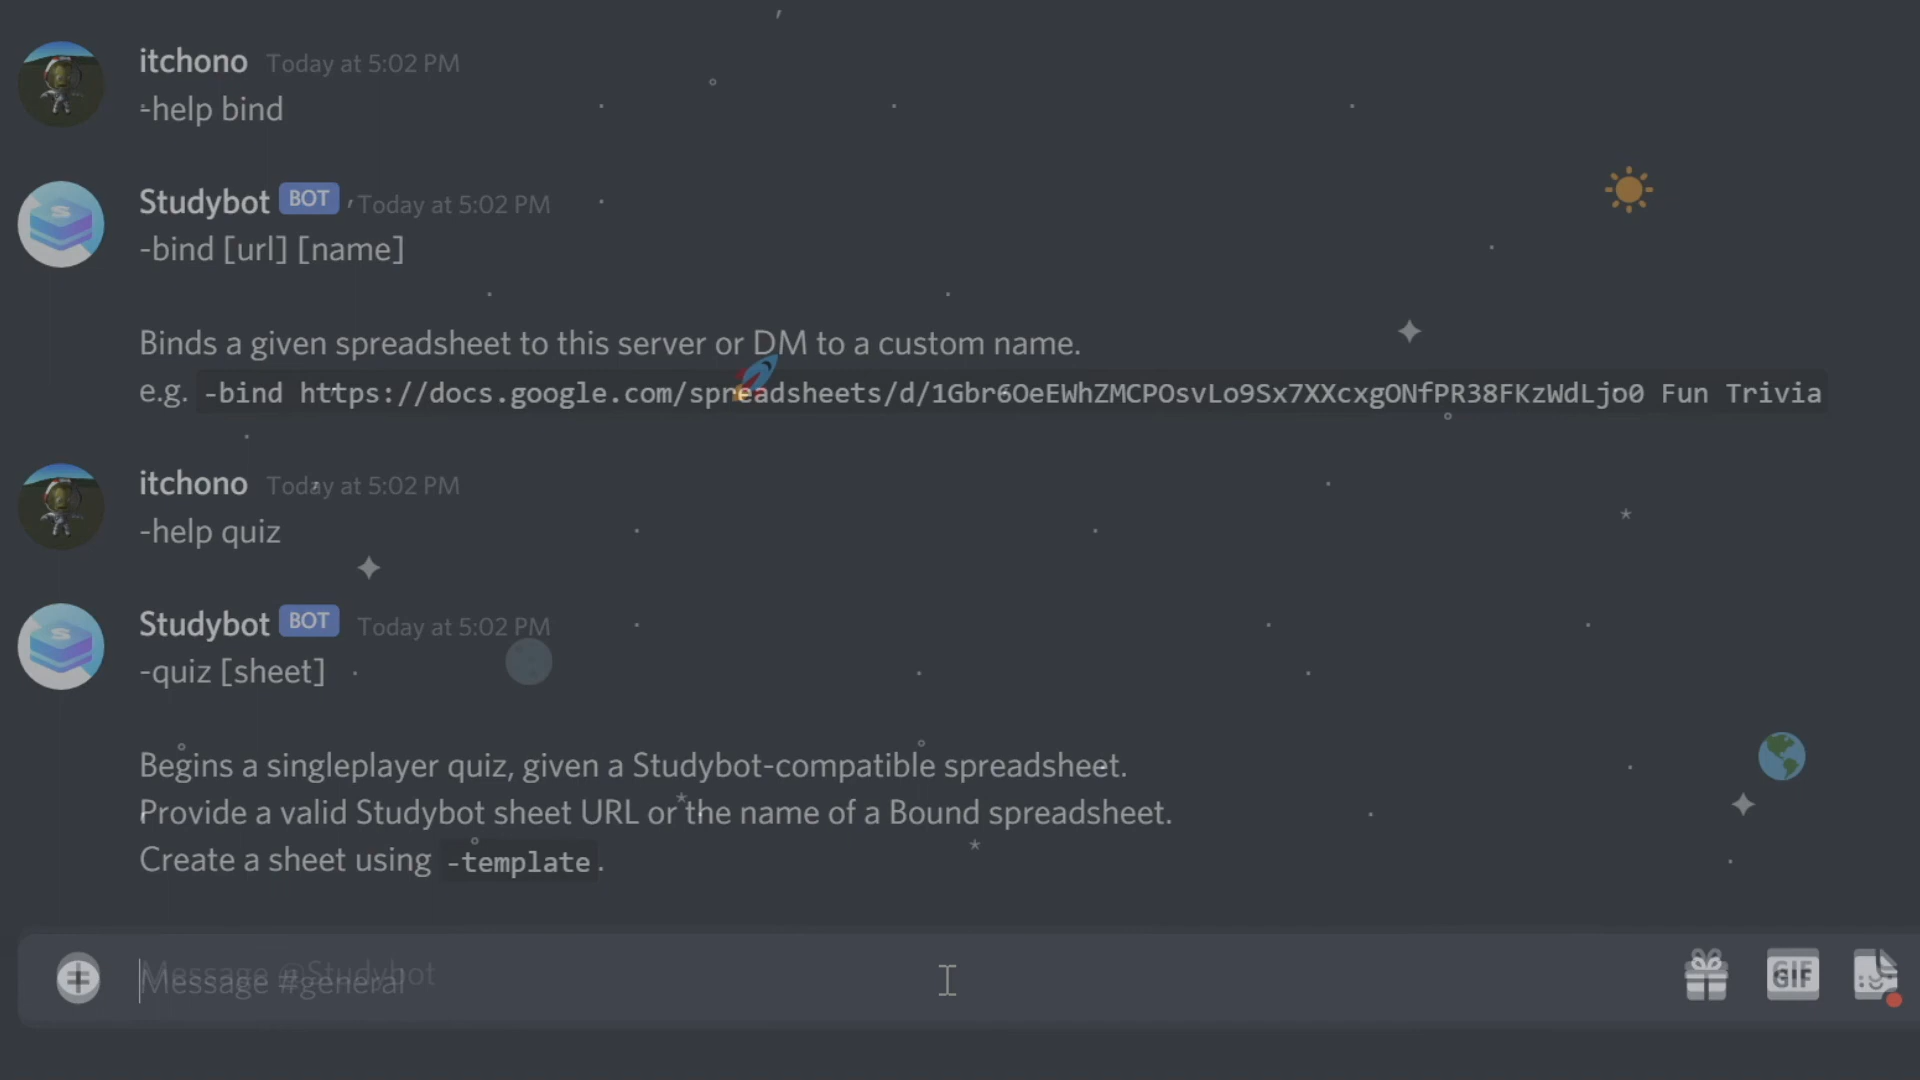 itchono Today at 5:02 PM
-help bind
Studybot BOT Today at 5:02 PM
-bind [url] [name]
Binds a given spreadsheet to this server or DM to a custom name.
e.g. -bind https://docs.google.com/spreadsheets/d/1Gbr6OeEWhZMCPOsvLo9Sx7XXcxgONfPR38FKzWdLjo0 Fun Trivia
itchono Today at 5:02 PM
-help quiz
Studybot BOT Today at 5:02 PM
-quiz [sheet]
Begins a singleplayer quiz, given a Studybot-compatible spreadsheet.
Provide a valid Studybot sheet URL or the name of a Bound spreadsheet.
Create a sheet using -template.
Message @Studybot
Message #general
GIF